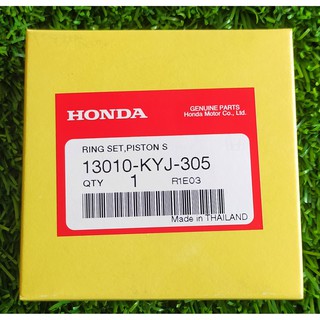 HONDA
GENUINE PARTS
Honda Motor Co., Ltd.
RING SET,PISTON S
13010-KYJ-305
QTY 1 R1E03
Made in THAILAND